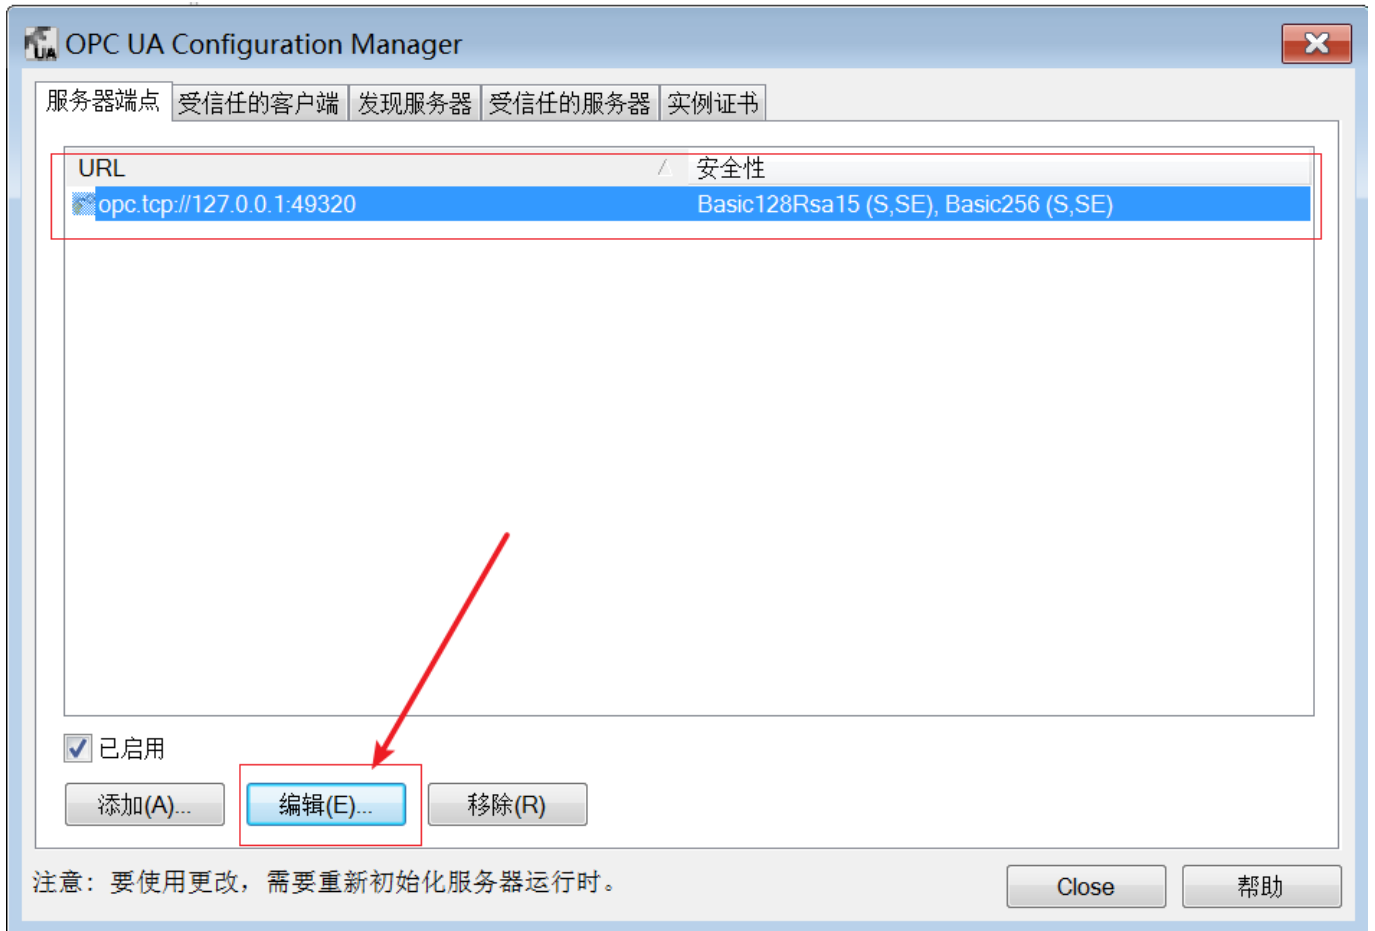 OPC UA Configuration Manager
服务器端点 受信任的客户端 发现服务器 受信任的服务器 实例证书
URL 安全性
opc.tcp://127.0.0.1:49320 Basic128Rsa15 (S,SE), Basic256 (S,SE)
已启用
添加(A)... 编辑(E)... 移除(R)
注意: 要使用更改, 需要重新初始化服务器运行时。
Close 帮助